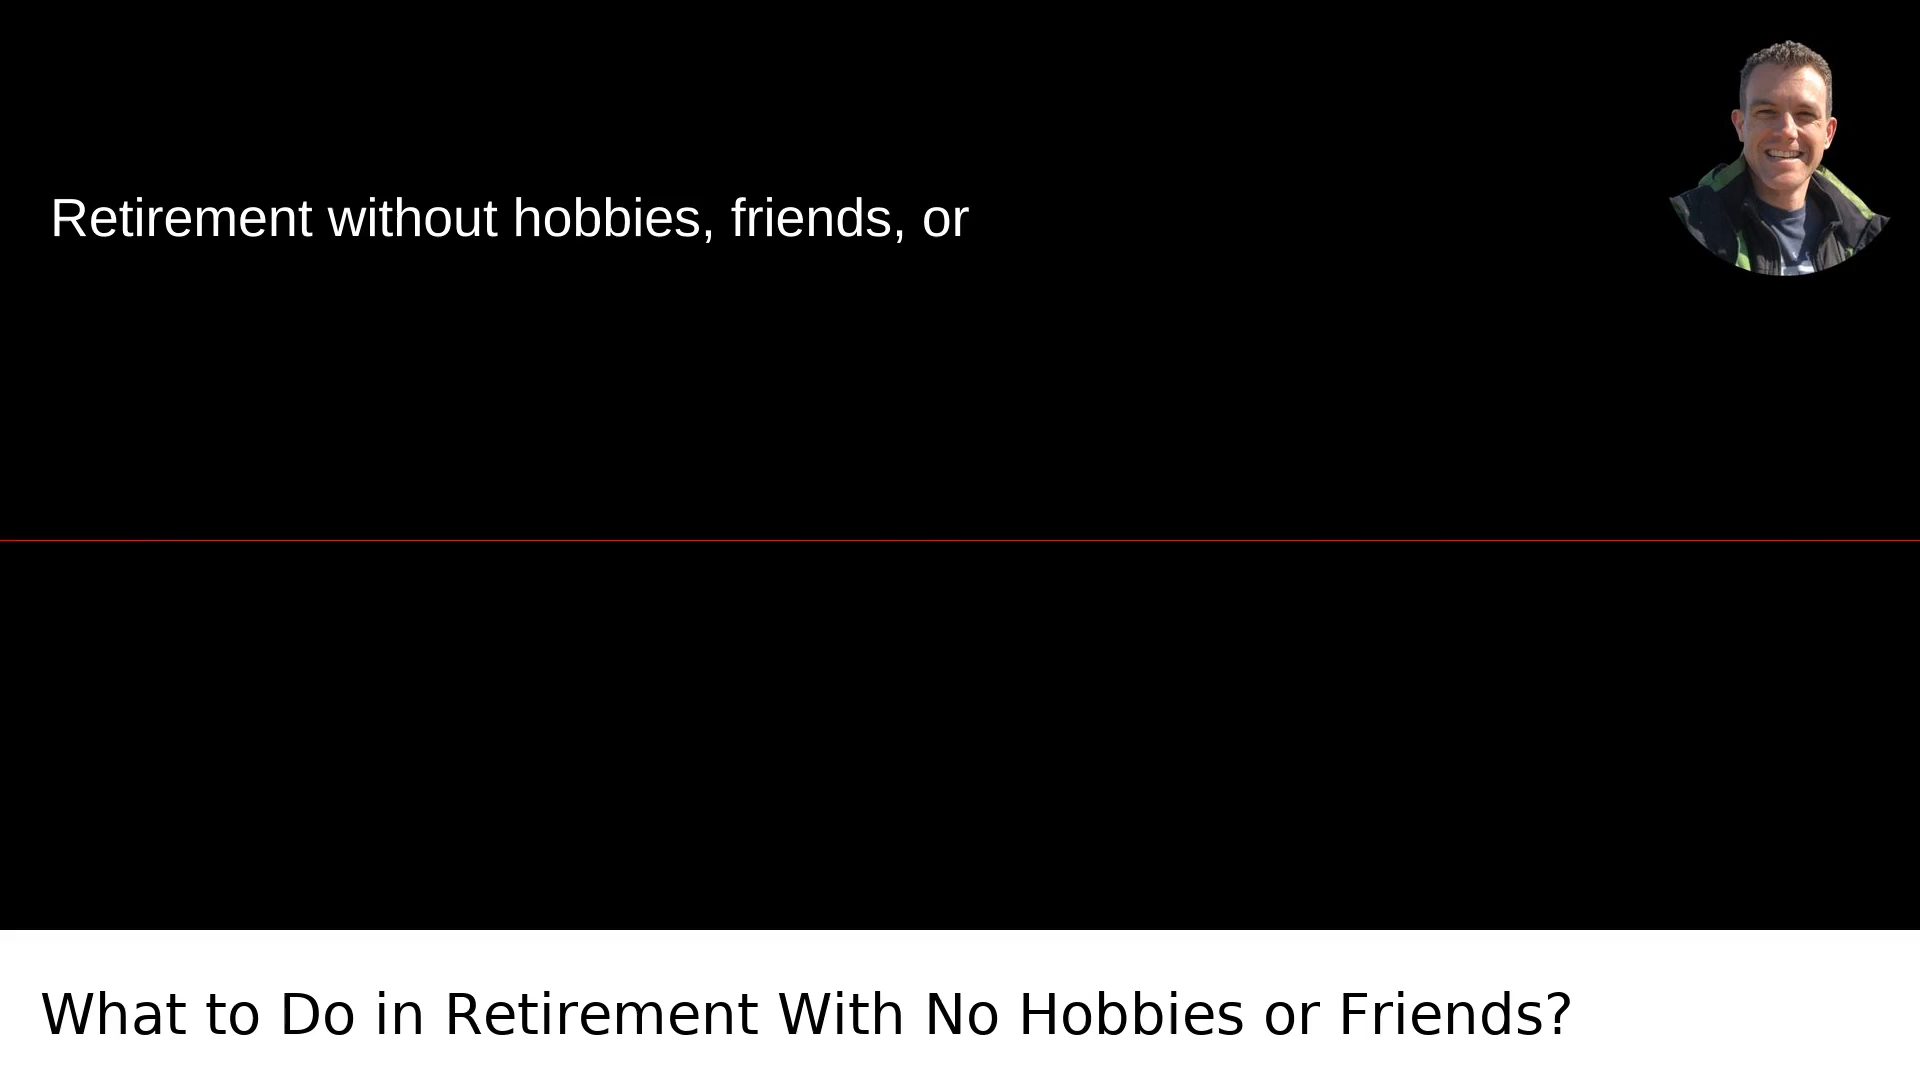 Retirement without hobbies, friends, or
What to Do in Retirement With No Hobbies or Friends?